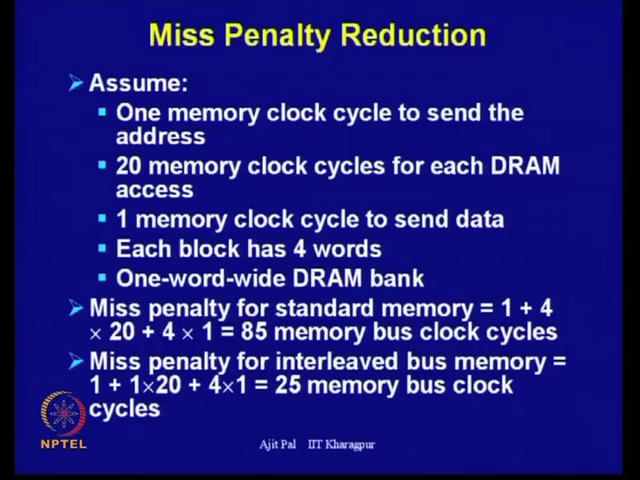 Miss Penalty Reduction
Assume:
One memory clock cycle to send the
address
20 memory clock cycles for each DRAM
access
1 memory clock cycle to send data
Each block has 4 words
One-word-wide DRAM bank
Miss penalty for standard memory = 1 + 4
× 20 + 4 × 1 = 85 memory bus clock cycles
Miss penalty for interleaved bus memory =
1 + 1×20 + 4×1 = 25 memory bus clock
cycles
NPTEL
Ajit Pal IIT Kharagpur